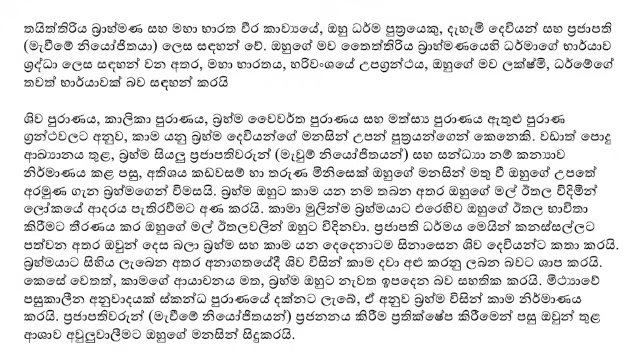 තයිත්තිරිය බ්‍රාහ්මණ සහ මහා භාරත වීර කාව්‍යයේ, ඔහු ධර්ම පුත්‍රයෙකු, දැහැමි දෙවියන් සහ ප්‍රජාපති
(මැවීමේ නියෝජිතයා) ලෙස සඳහන් වේ. ඔහුගේ මව තෛත්තිරිය බ්‍රාහ්මණයෙහි ධර්මාගේ භාර්යාව
ශ්‍රද්ධා ලෙස සඳහන් වන අතර, මහා භාරතය, හරිවංශයේ උපග්‍රන්ථය, ඔහුගේ මව ලක්ෂ්මි, ධර්මේගේ
තවත් භාර්යාවක් බව සඳහන් කරයි
ශිව පුරාණය, කාලිකා පුරාණය, බ්‍රහ්ම වෛවර්ත පුරාණය සහ මත්ස්‍ය පුරාණය ඇතුළු පුරාණ
ග්‍රන්ථවලට අනුව, කාම යනු බ්‍රහ්ම දෙවියන්ගේ මනසින් උපන් පුත්‍රයන්ගෙන් කෙනෙකි. වඩාත් පොදු
ආඛ්‍යානය තුළ, බ්‍රහ්ම සියලු ප්‍රජාපතිවරුන් (මැවුම් නියෝජිතයන්) සහ සන්ධ්‍යා නම් කන්‍යාව
නිර්මාණය කළ පසු, අතිශය කඩවසම් හා තරුණ මිනිසෙක් ඔහුගේ මනසින් මතු වී ඔහුගේ උපතේ
අරමුණ ගැන බ්‍රහ්මගෙන් විමසයි. බ්‍රහ්ම ඔහුට කාම යන නම තබන අතර ඔහුගේ මල් ඊතල විදිමින්
ලෝකයේ ආදරය පැතිරවීමට අණ කරයි. කාමා මුලින්ම බ්‍රහ්මයාට එරෙහිව ඔහුගේ ඊතල භාවිතා
කිරීමට තීරණය කර ඔහුගේ මල් ඊතලවලින් ඔහුට විදිනවා. ප්‍රජාපති ධර්මය මෙයින් කනස්සල්ලට
පත්වන අතර ඔවුන් දෙස බලා බ්‍රහ්ම සහ කාම යන දෙදෙනාටම සිනාසෙන ශිව දෙවියන්ට කතා කරයි.
බ්‍රහ්මයාට සිහිය ලැබෙන අතර අනාගතයේදී ශිව විසින් කාම දවා අළු කරනු ලබන බවට ශාප කරයි.
කෙසේ වෙතත්, කාමගේ ආයාචනය මත, බ්‍රහ්ම ඔහුට නැවත ඉපදෙන බව සහතික කරයි. මිථ්‍යාවේ
පසුකාලීන අනුවාදයක් ස්කන්ධ පුරාණයේ දක්නට ලැබේ, ඒ අනුව බ්‍රහ්ම විසින් කාම නිර්මාණය
කරයි. ප්‍රජාපතිවරුන් (මැවීමේ නියෝජිතයන්) ප්‍රජනනය කිරීම ප්‍රතික්ෂේප කිරීමෙන් පසු ඔවුන් තුළ
ආශාව අවුලුවාලීමට ඔහුගේ මනසින් සිදුකරයි.